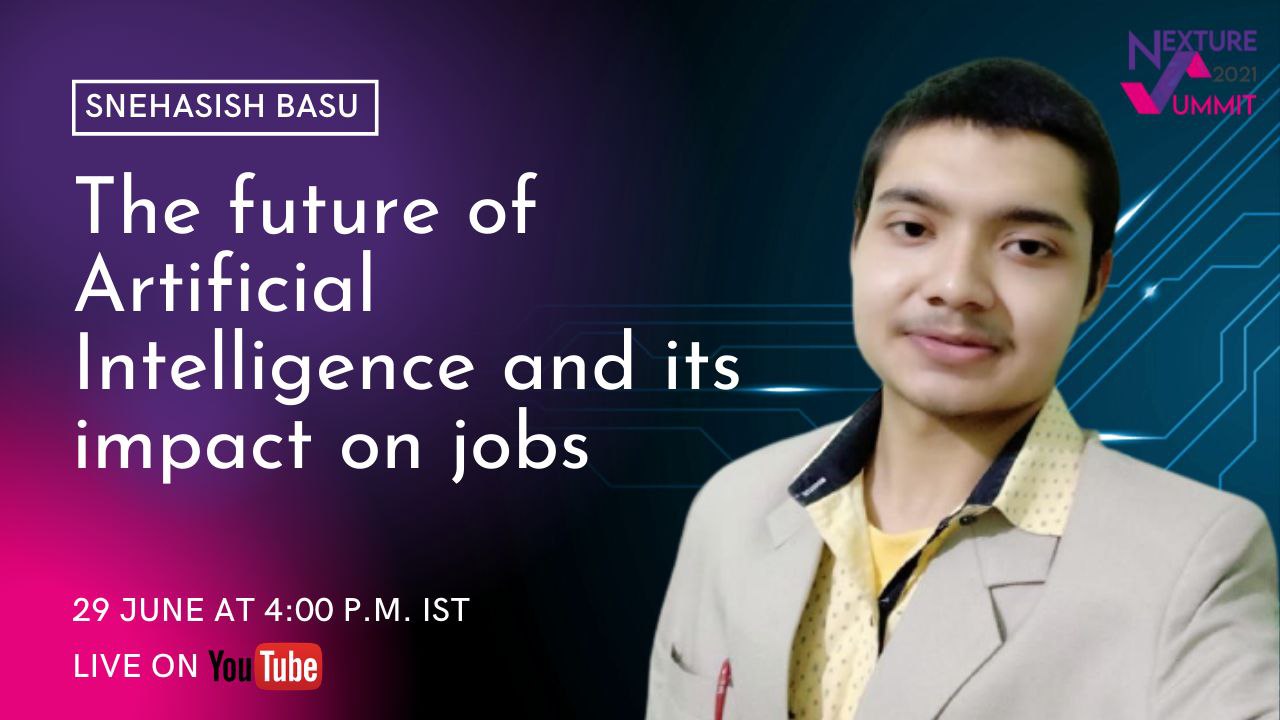 SNEHASISH BASU
The future of
Artificial
Intelligence and its
impact on jobs
29 JUNE AT 4:00 P.M. IST
LIVE ON YouTube
NEXTURE
2021
SUMMIT